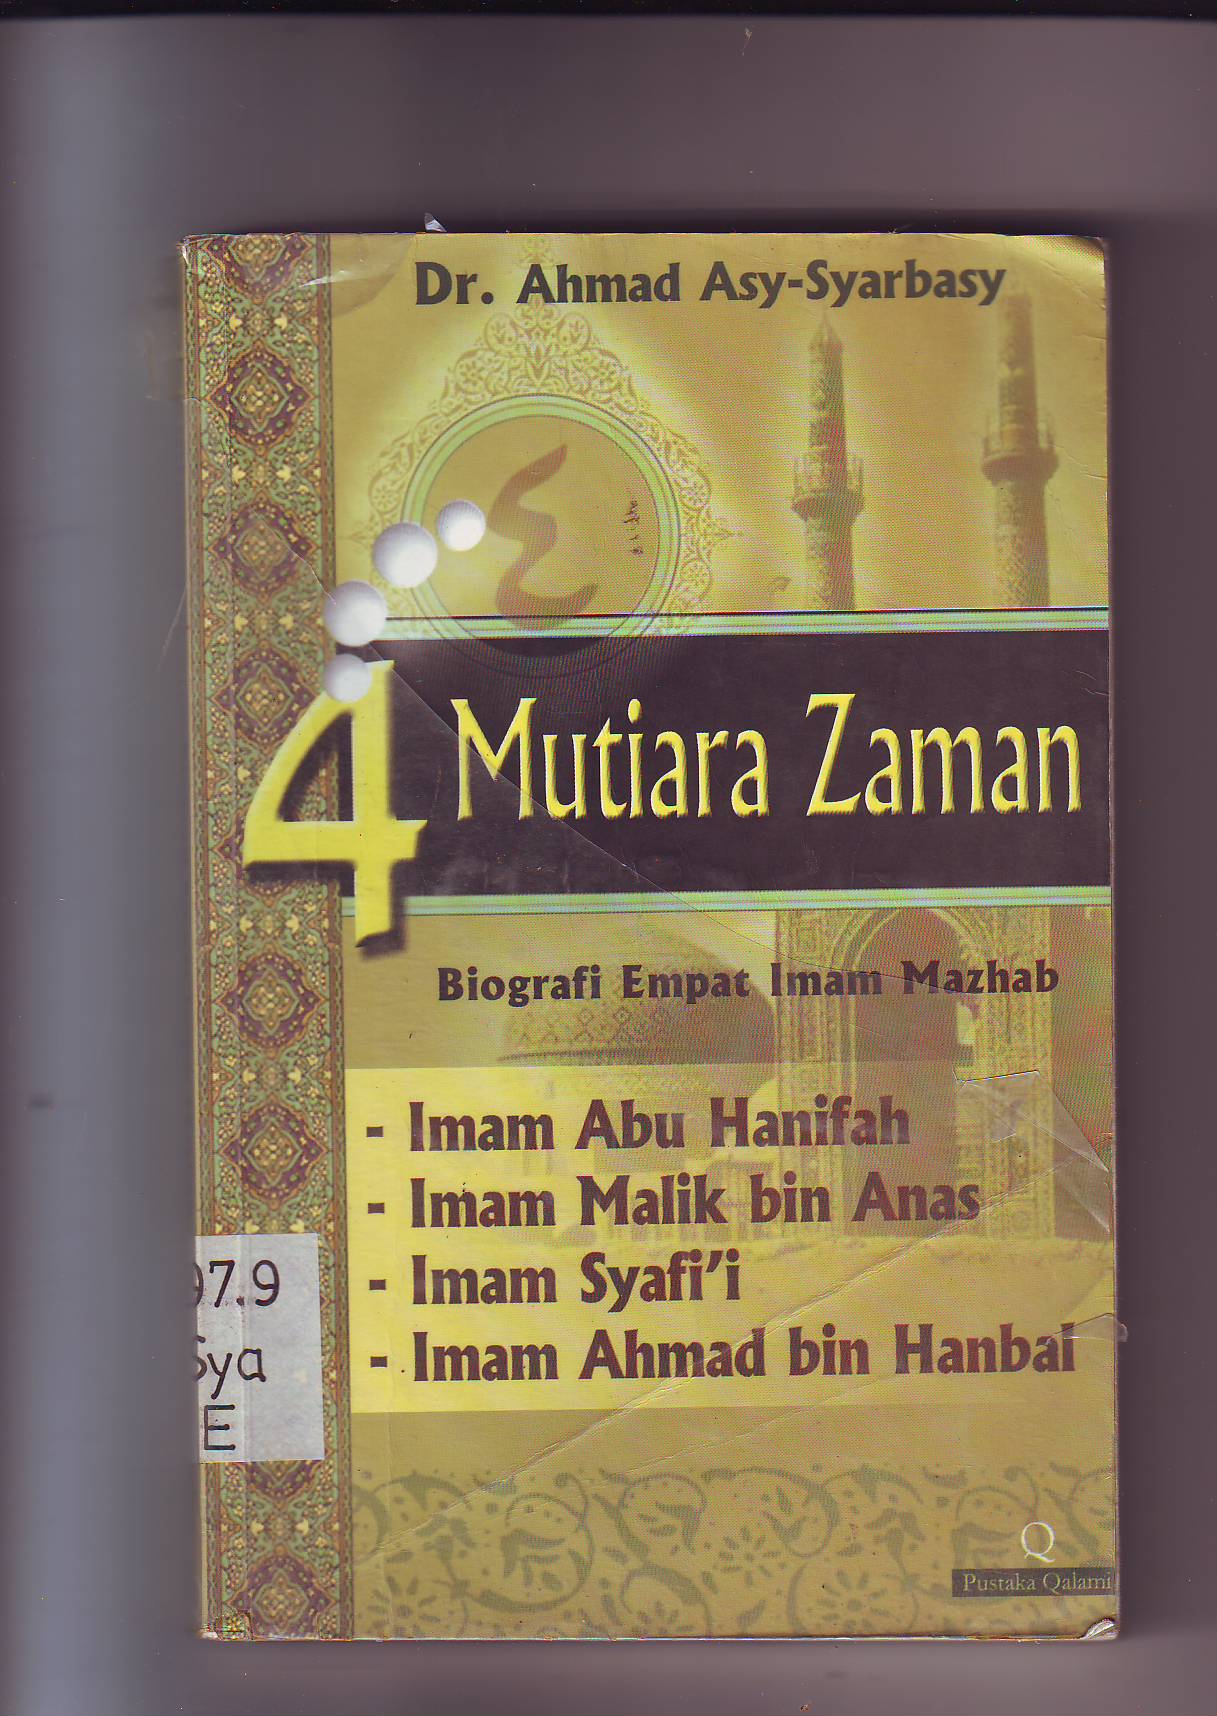 Dr. Ahmad Asy-Syarbasy
٤
4 Mutiara Zaman
Biografi Empat Imam Mazhab
- Imam Abu Hanifah
- Imam Malik bin Anas
- Imam Syafi'i
- Imam Ahmad bin Hanbal
97.9
Sya
E
Q
Pustaka Qalami